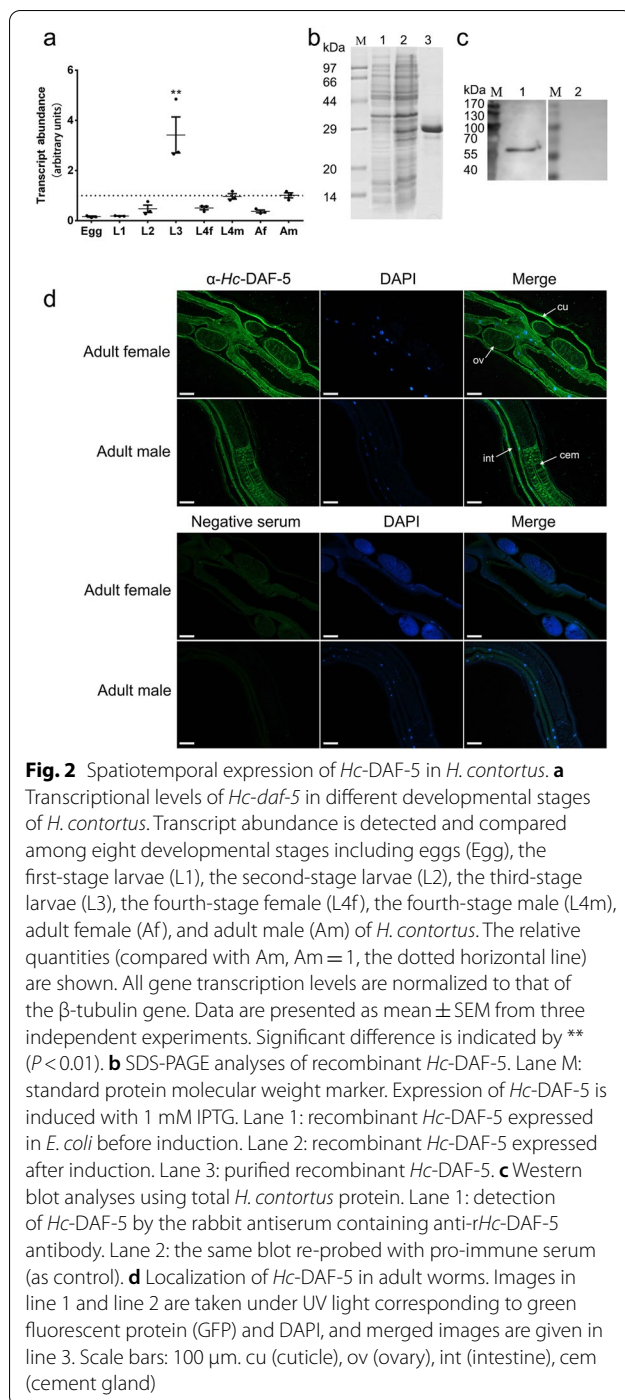 a
b
c
Transcript abundance
(arbitrary units)
6
4
2
0
**
Egg L1 L2 L3 L4f L4m Af Am
kDa
M 1 2 3
97
66
44
29
20
14
kDa M 1 M 2
170
130
100
70
55
40
d
α-Hc-DAF-5 DAPI Merge
Adult female
cu
ov
Adult male
int
cem
Negative serum DAPI Merge
Adult female
Adult male
Fig. 2 Spatiotemporal expression of Hc-DAF-5 in H. contortus. a
Transcriptional levels of Hc-daf-5 in different developmental stages
of H. contortus. Transcript abundance is detected and compared
among eight developmental stages including eggs (Egg), the
first-stage larvae (L1), the second-stage larvae (L2), the third-stage
larvae (L3), the fourth-stage female (L4f), the fourth-stage male (L4m),
adult female (Af), and adult male (Am) of H. contortus. The relative
quantities (compared with Am, Am = 1, the dotted horizontal line)
are shown. All gene transcription levels are normalized to that of
the β-tubulin gene. Data are presented as mean ± SEM from three
independent experiments. Significant difference is indicated by **
(P < 0.01). b SDS-PAGE analyses of recombinant Hc-DAF-5. Lane M:
standard protein molecular weight marker. Expression of Hc-DAF-5 is
induced with 1 mM IPTG. Lane 1: recombinant Hc-DAF-5 expressed
in E. coli before induction. Lane 2: recombinant Hc-DAF-5 expressed
after induction. Lane 3: purified recombinant Hc-DAF-5. c Western
blot analyses using total H. contortus protein. Lane 1: detection
of Hc-DAF-5 by the rabbit antiserum containing anti-rHc-DAF-5
antibody. Lane 2: the same blot re-probed with pro-immune serum
(as control). d Localization of Hc-DAF-5 in adult worms. Images in
line 1 and line 2 are taken under UV light corresponding to green
fluorescent protein (GFP) and DAPI, and merged images are given in
line 3. Scale bars: 100 μm. cu (cuticle), ov (ovary), int (intestine), cem
(cement gland)